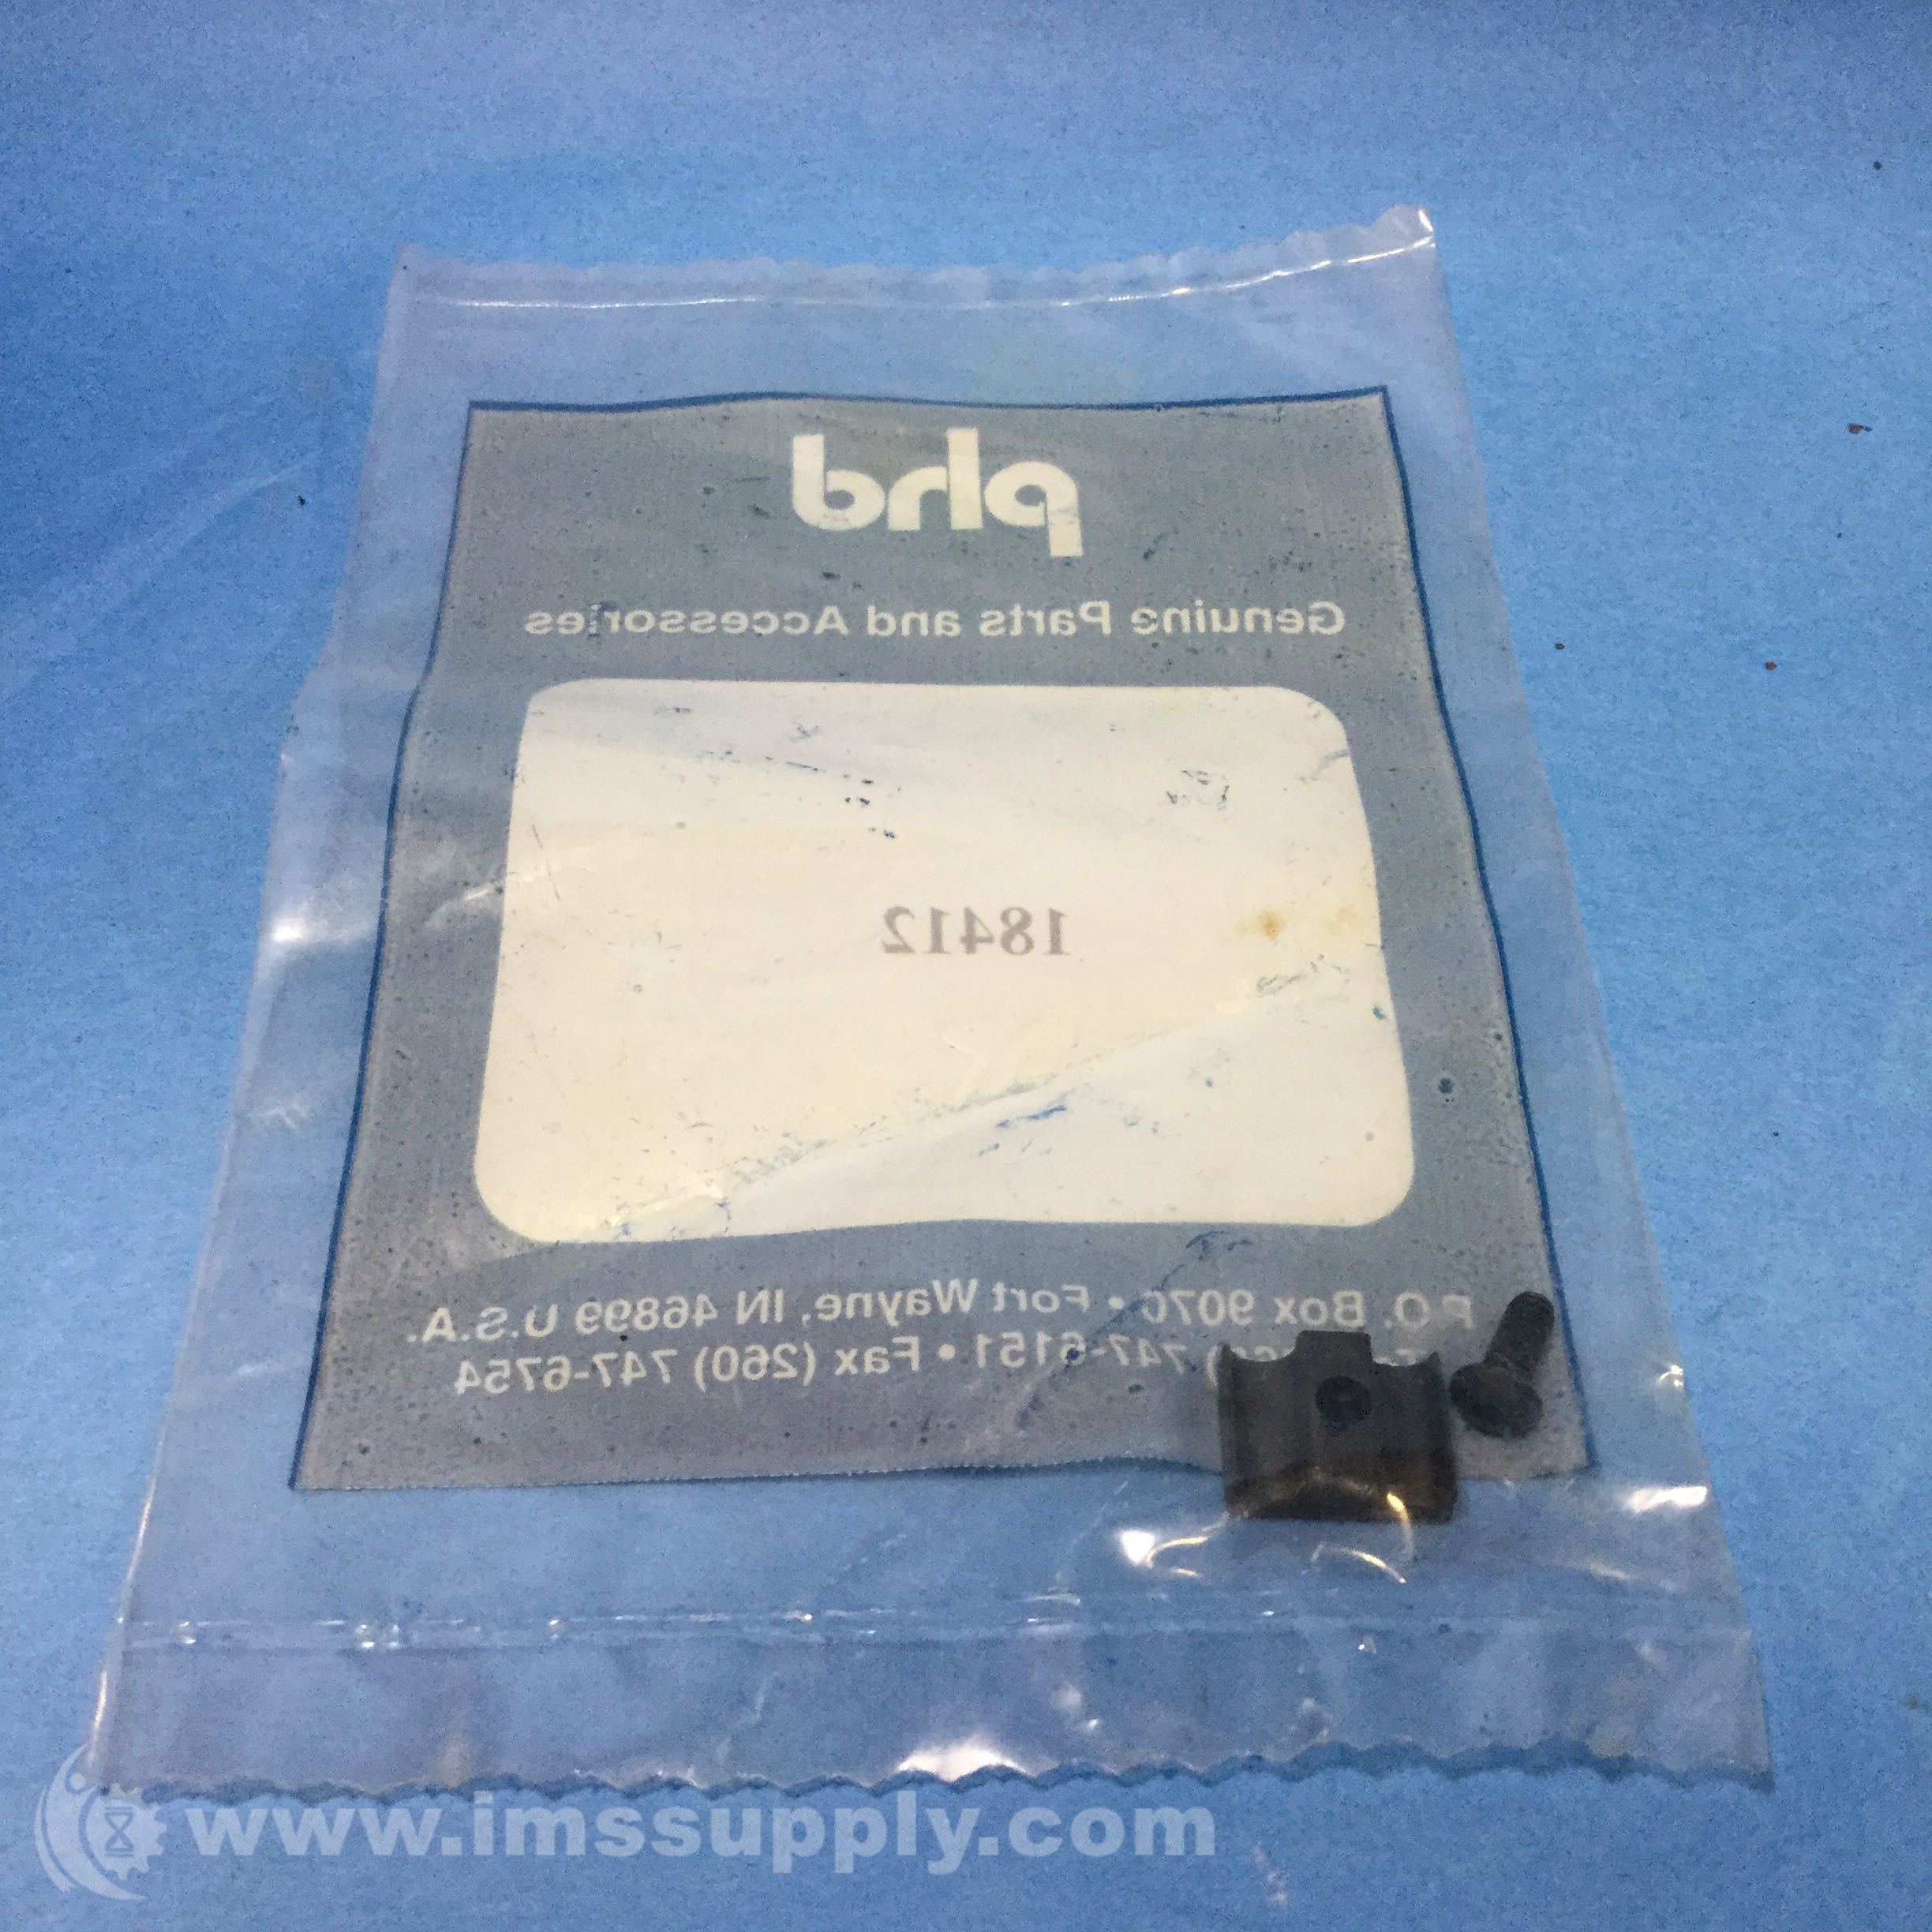 phd
Genuine Parts and Accessories
18412
P.O. Box 9070 • Fort Wayne, IN 46899 U.S.A.
747-6151 • Fax (260) 747-6754
www.imssupply.com